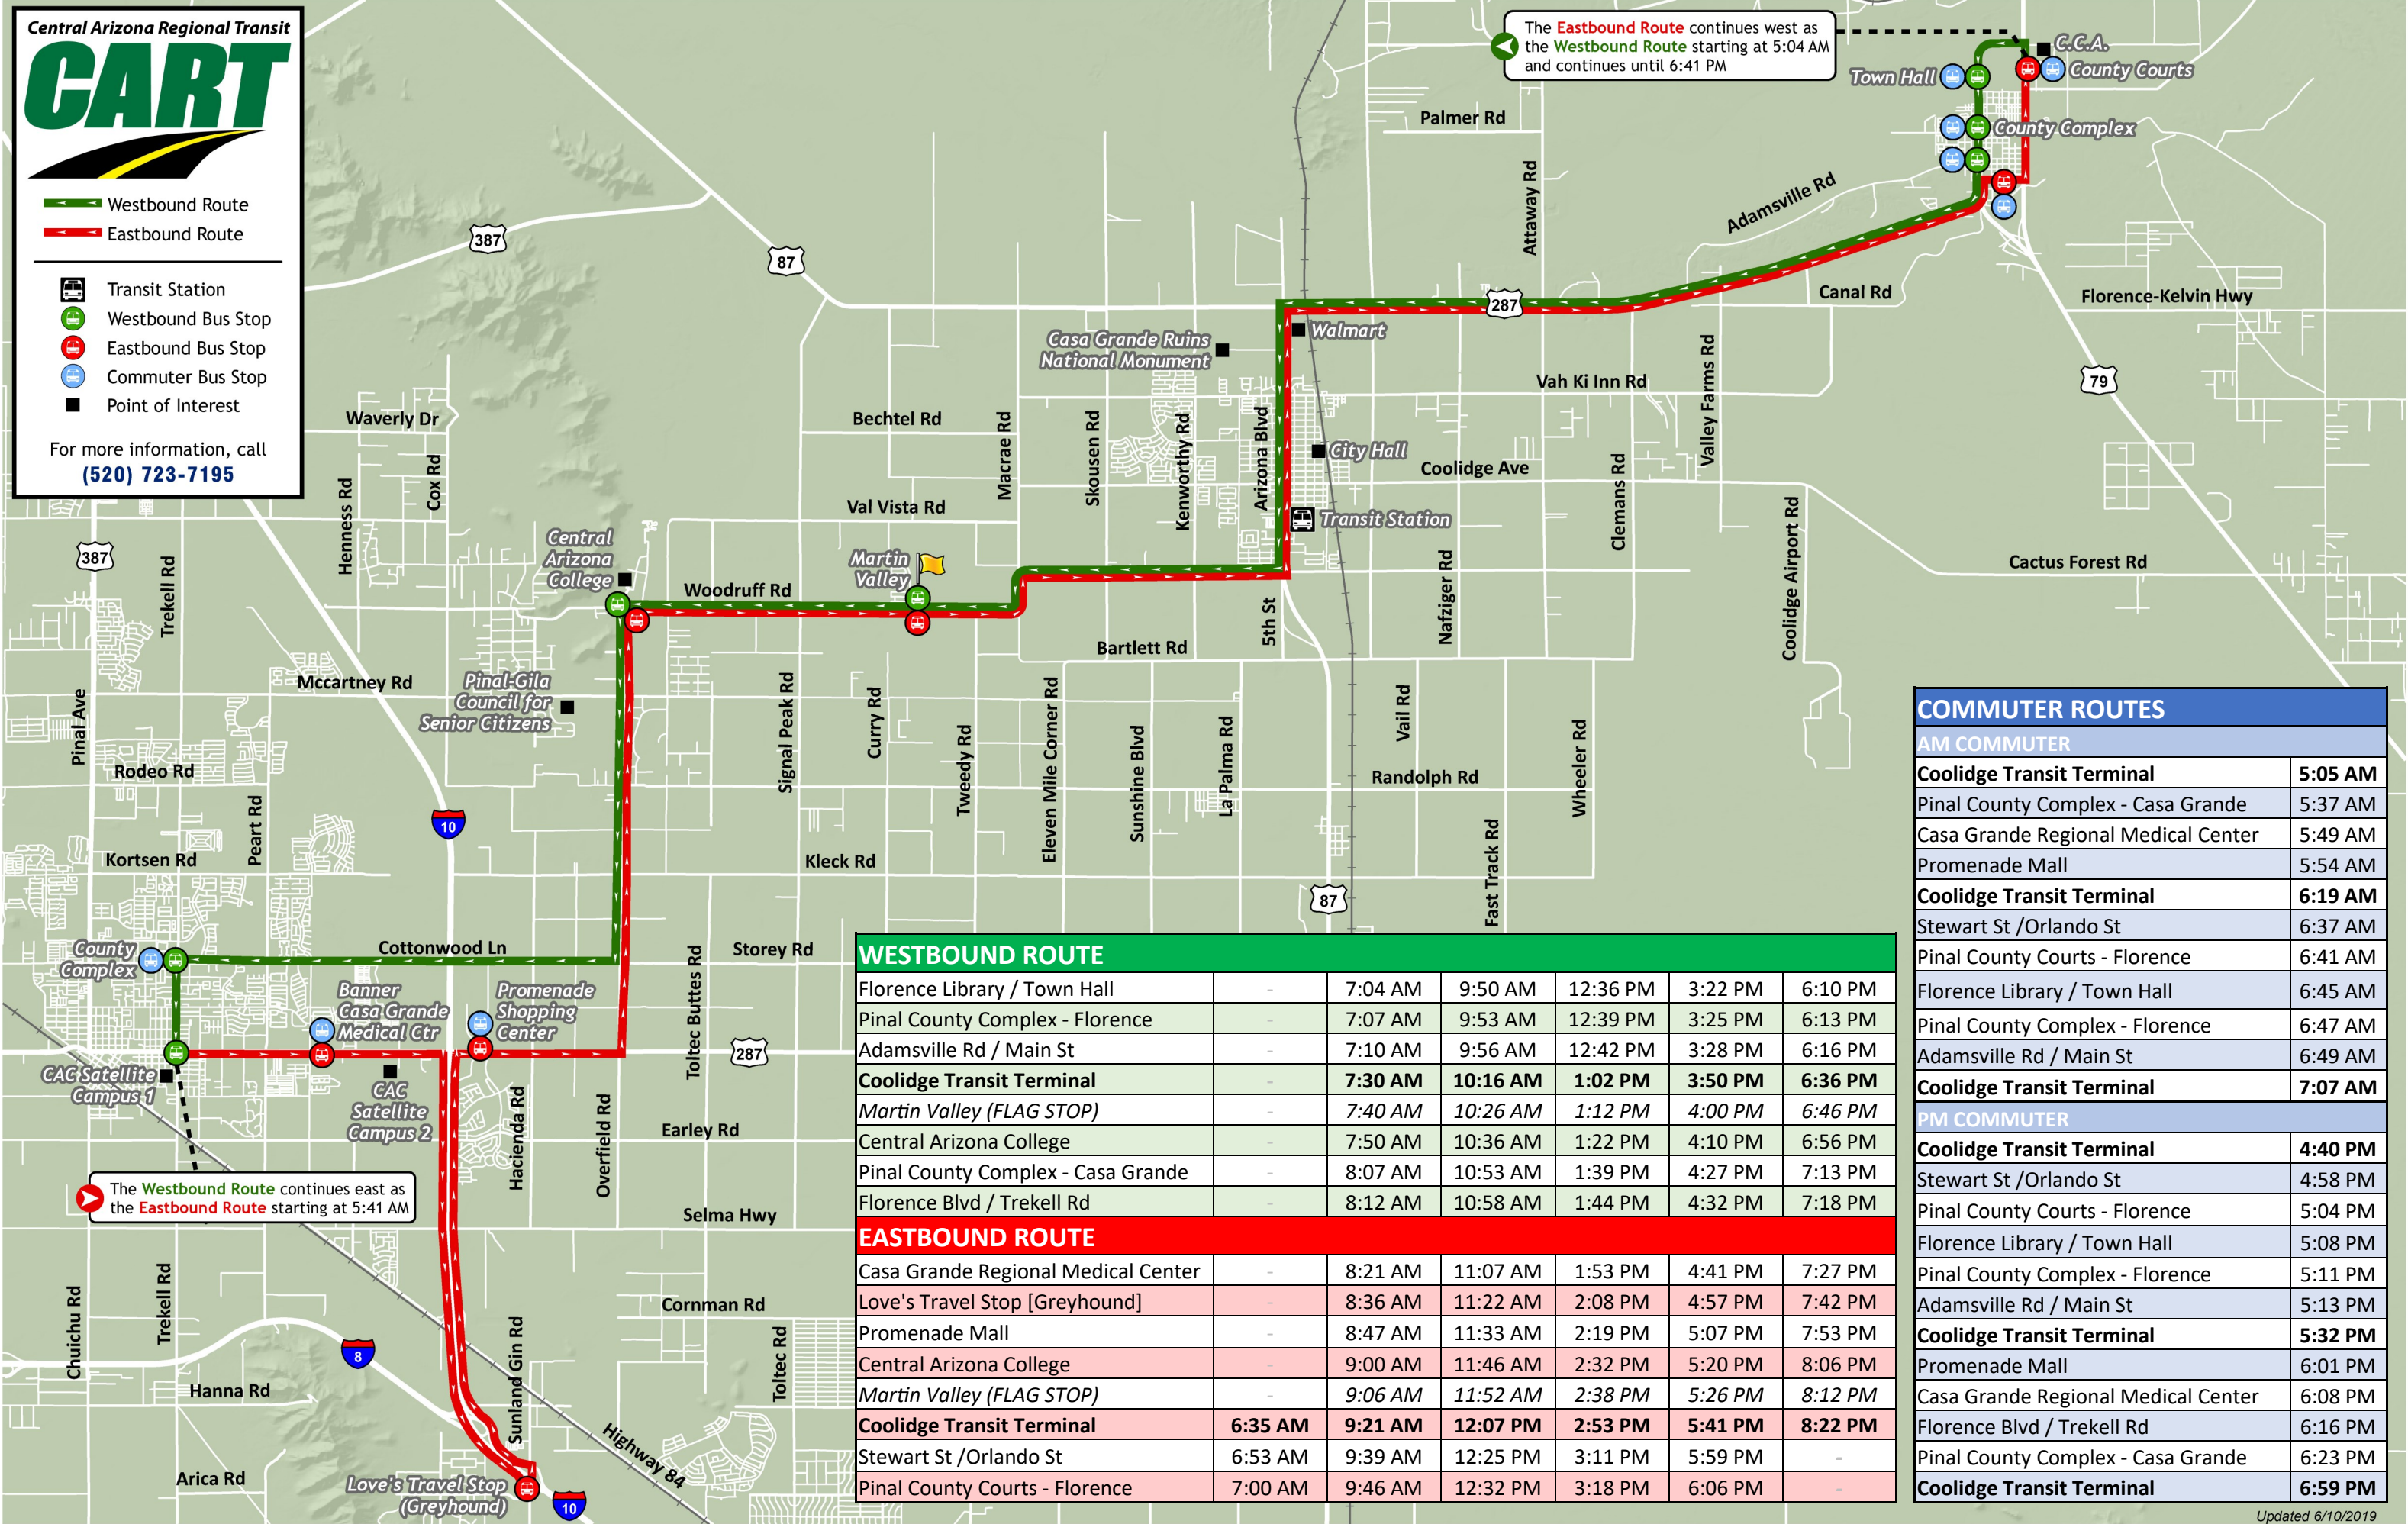 Central Arizona Regional Transit
CART
Westbound Route
Eastbound Route
Transit Station
Westbound Bus Stop
Eastbound Bus Stop
Commuter Bus Stop
Point of Interest
For more information, call
(520) 723-7195
The Eastbound Route continues west as
the Westbound Route starting at 5:04 AM
and continues until 6:41 PM
C.C.A.
Town Hall
County Courts
Palmer Rd
County Complex
Attaway Rd
Adamsville Rd
387
87
287
Canal Rd
Florence-Kelvin Hwy
Casa Grande Ruins
National Monument
Walmart
Vah Ki Inn Rd
Valley Farms Rd
79
Waverly Dr
Bechtel Rd
Macrae Rd
Skousen Rd
Kenworthy Rd
Arizona Blvd
City Hall
Coolidge Ave
Clemans Rd
Henness Rd
Cox Rd
Val Vista Rd
Transit Station
Coolidge Airport Rd
387
Trekell Rd
Central
Arizona
College
Martin
Valley
Woodruff Rd
5th St
Nafziger Rd
Cactus Forest Rd
Bartlett Rd
Mccartney Rd
Pinal-Gila
Council for
Senior Citizens
Pinal Ave
Signal Peak Rd
Curry Rd
Tweedy Rd
Eleven Mile Corner Rd
Sunshine Blvd
La Palma Rd
Vail Rd
Wheeler Rd
Rodeo Rd
Randolph Rd
Peart Rd
10
Kortsen Rd
Kleck Rd
Fast Track Rd
87
County
Complex
Cottonwood Ln
Storey Rd
Toltec Buttes Rd
Banner
Casa Grande
Medical Ctr
Promenade
Shopping
Center
287
CAC Satellite
Campus 1
CAC
Satellite
Campus 2
Hacienda Rd
Overfield Rd
Earley Rd
The Westbound Route continues east as
the Eastbound Route starting at 5:41 AM
Selma Hwy
Chuichu Rd
Trekell Rd
Cornman Rd
8
Sunland Gin Rd
Toltec Rd
Hanna Rd
Highway 84
Arica Rd
Love's Travel Stop
(Greyhound)
10
WESTBOUND ROUTE
Florence Library / Town Hall - 7:04 AM 9:50 AM 12:36 PM 3:22 PM 6:10 PM
Pinal County Complex - Florence - 7:07 AM 9:53 AM 12:39 PM 3:25 PM 6:13 PM
Adamsville Rd / Main St - 7:10 AM 9:56 AM 12:42 PM 3:28 PM 6:16 PM
Coolidge Transit Terminal - 7:30 AM 10:16 AM 1:02 PM 3:50 PM 6:36 PM
Martin Valley (FLAG STOP) - 7:40 AM 10:26 AM 1:12 PM 4:00 PM 6:46 PM
Central Arizona College - 7:50 AM 10:36 AM 1:22 PM 4:10 PM 6:56 PM
Pinal County Complex - Casa Grande - 8:07 AM 10:53 AM 1:39 PM 4:27 PM 7:13 PM
Florence Blvd / Trekell Rd - 8:12 AM 10:58 AM 1:44 PM 4:32 PM 7:18 PM
EASTBOUND ROUTE
Casa Grande Regional Medical Center - 8:21 AM 11:07 AM 1:53 PM 4:41 PM 7:27 PM
Love's Travel Stop [Greyhound] - 8:36 AM 11:22 AM 2:08 PM 4:57 PM 7:42 PM
Promenade Mall - 8:47 AM 11:33 AM 2:19 PM 5:07 PM 7:53 PM
Central Arizona College - 9:00 AM 11:46 AM 2:32 PM 5:20 PM 8:06 PM
Martin Valley (FLAG STOP) - 9:06 AM 11:52 AM 2:38 PM 5:26 PM 8:12 PM
Coolidge Transit Terminal 6:35 AM 9:21 AM 12:07 PM 2:53 PM 5:41 PM 8:22 PM
Stewart St /Orlando St 6:53 AM 9:39 AM 12:25 PM 3:11 PM 5:59 PM -
Pinal County Courts - Florence 7:00 AM 9:46 AM 12:32 PM 3:18 PM 6:06 PM -
COMMUTER ROUTES
AM COMMUTER
Coolidge Transit Terminal 5:05 AM
Pinal County Complex - Casa Grande 5:37 AM
Casa Grande Regional Medical Center 5:49 AM
Promenade Mall 5:54 AM
Coolidge Transit Terminal 6:19 AM
Stewart St /Orlando St 6:37 AM
Pinal County Courts - Florence 6:41 AM
Florence Library / Town Hall 6:45 AM
Pinal County Complex - Florence 6:47 AM
Adamsville Rd / Main St 6:49 AM
Coolidge Transit Terminal 7:07 AM
PM COMMUTER
Coolidge Transit Terminal 4:40 PM
Stewart St /Orlando St 4:58 PM
Pinal County Courts - Florence 5:04 PM
Florence Library / Town Hall 5:08 PM
Pinal County Complex - Florence 5:11 PM
Adamsville Rd / Main St 5:13 PM
Coolidge Transit Terminal 5:32 PM
Promenade Mall 6:01 PM
Casa Grande Regional Medical Center 6:08 PM
Florence Blvd / Trekell Rd 6:16 PM
Pinal County Complex - Casa Grande 6:23 PM
Coolidge Transit Terminal 6:59 PM
Updated 6/10/2019